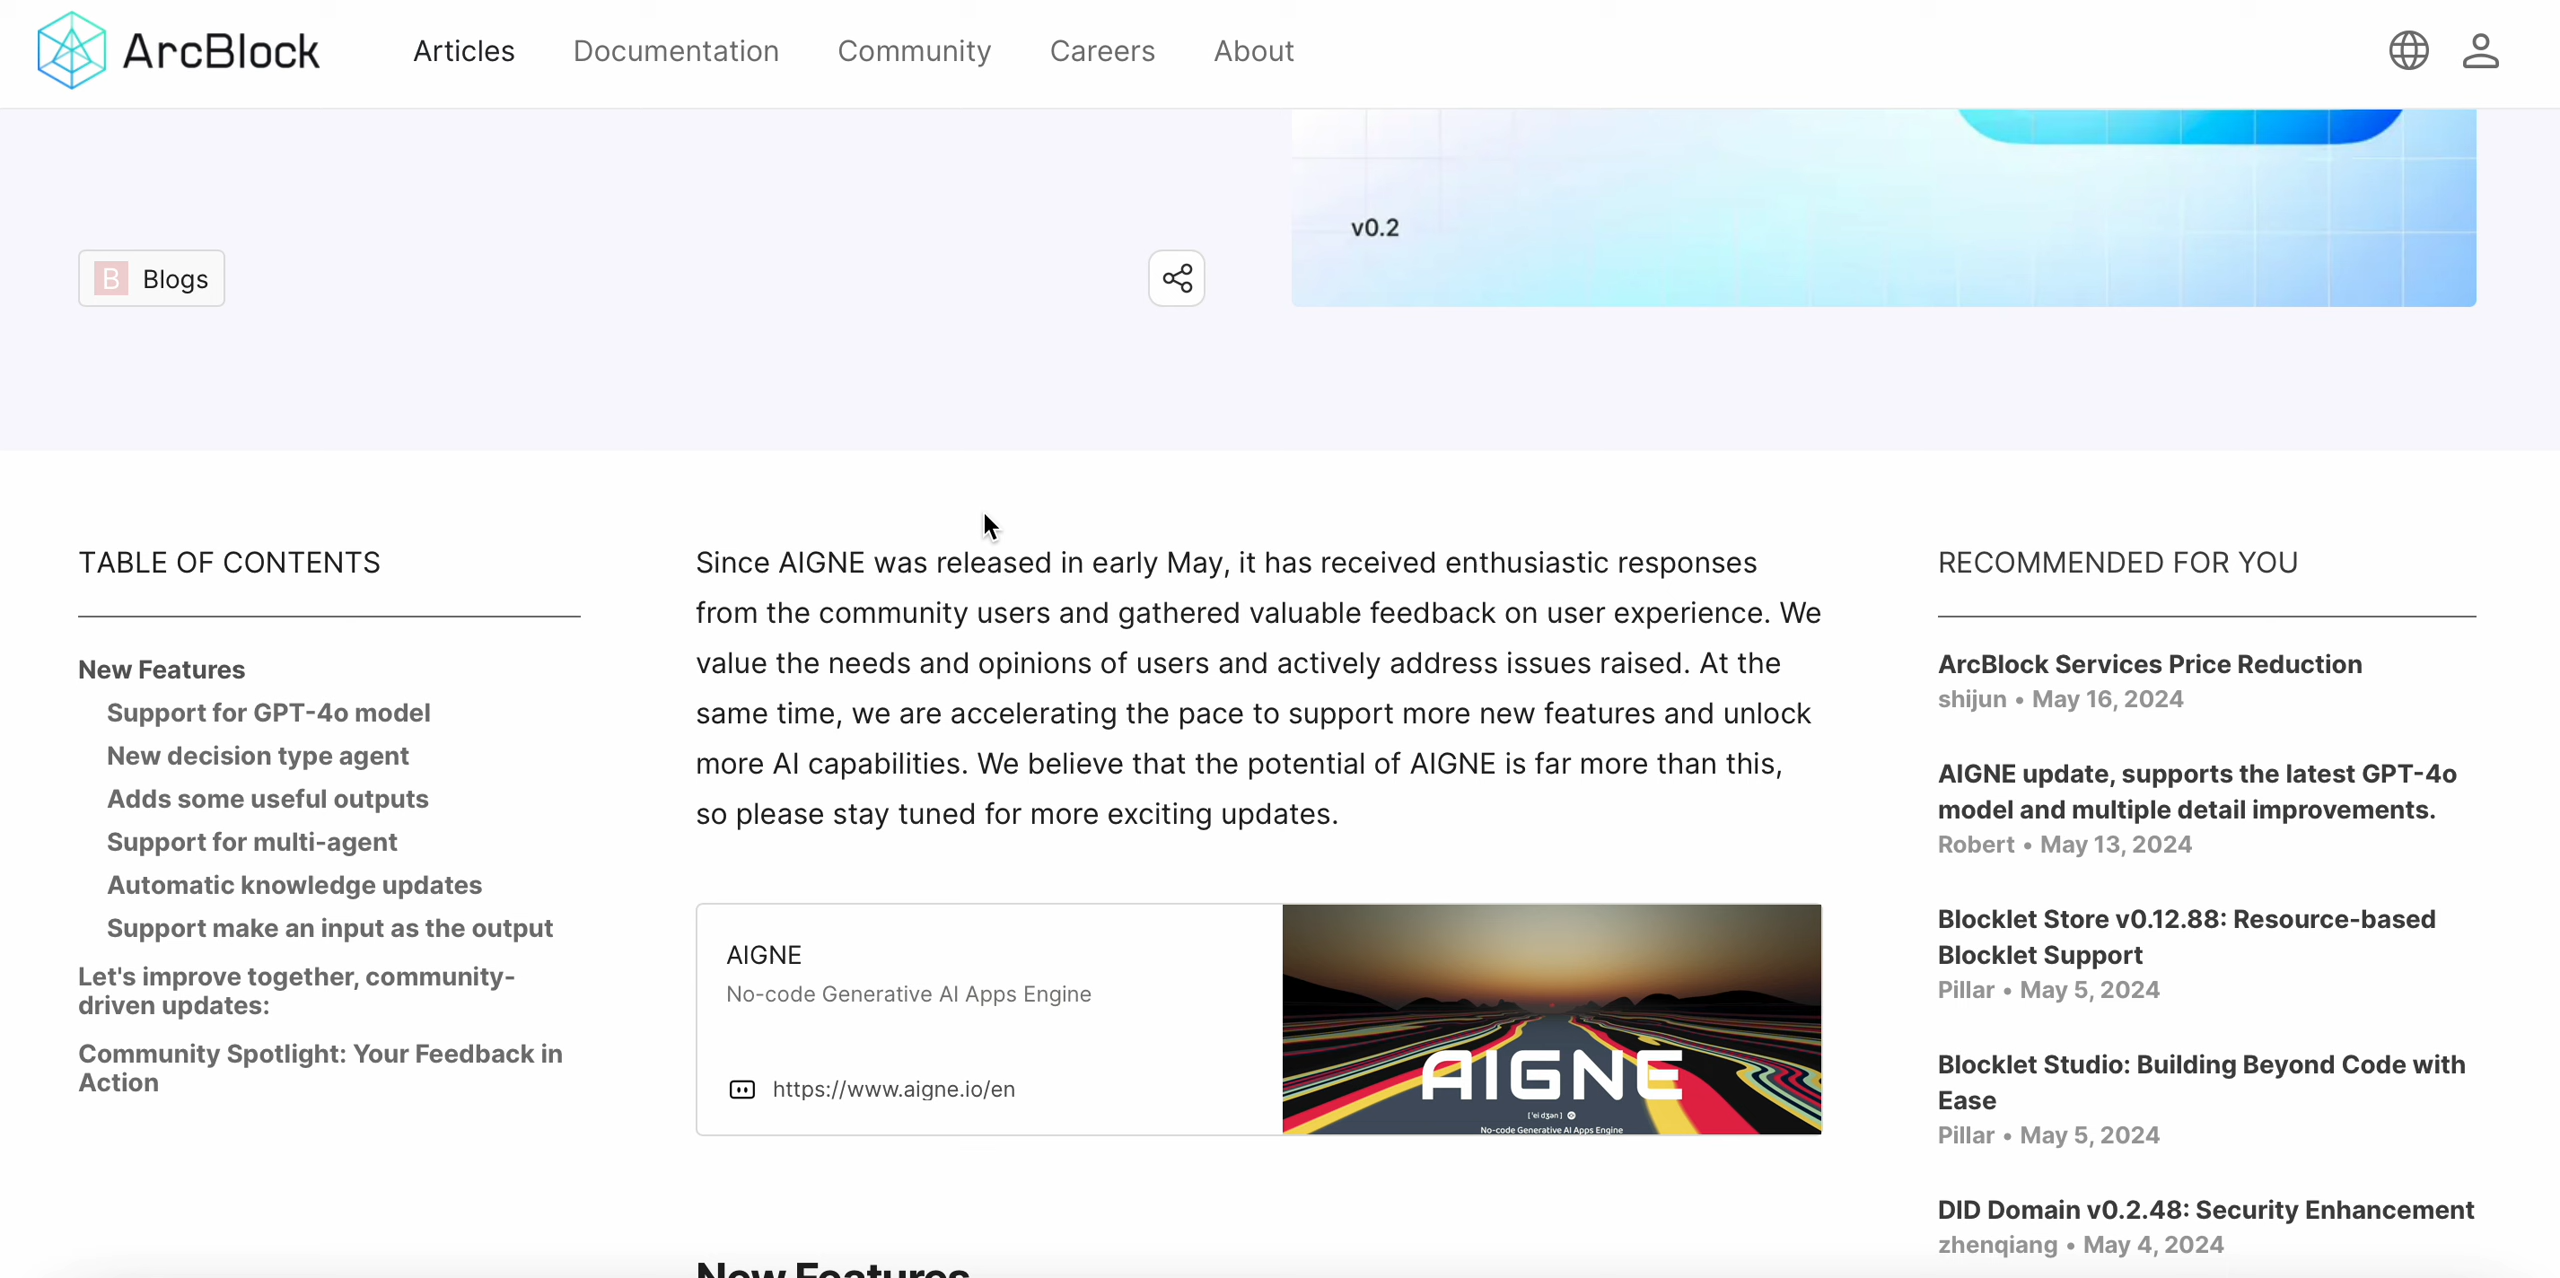 ArcBlock
Articles
Documentation
Community
Careers
About
v0.2
B Blogs
TABLE OF CONTENTS
New Features
Support for GPT-4o model
New decision type agent
Adds some useful outputs
Support for multi-agent
Automatic knowledge updates
Support make an input as the output
Let's improve together, community-
driven updates:
Community Spotlight: Your Feedback in
Action
Since AIGNE was released in early May, it has received enthusiastic responses
from the community users and gathered valuable feedback on user experience. We
value the needs and opinions of users and actively address issues raised. At the
same time, we are accelerating the pace to support more new features and unlock
more AI capabilities. We believe that the potential of AIGNE is far more than this,
so please stay tuned for more exciting updates.
AIGNE
No-code Generative AI Apps Engine
https://www.aigne.io/en
AIGNE
['ei dʒən]
No-code Generative AI Apps Engine
New Features
RECOMMENDED FOR YOU
ArcBlock Services Price Reduction
shijun • May 16, 2024
AIGNE update, supports the latest GPT-4o
model and multiple detail improvements.
Robert • May 13, 2024
Blocklet Store v0.12.88: Resource-based
Blocklet Support
Pillar • May 5, 2024
Blocklet Studio: Building Beyond Code with
Ease
Pillar • May 5, 2024
DID Domain v0.2.48: Security Enhancement
zhenqiang • May 4, 2024